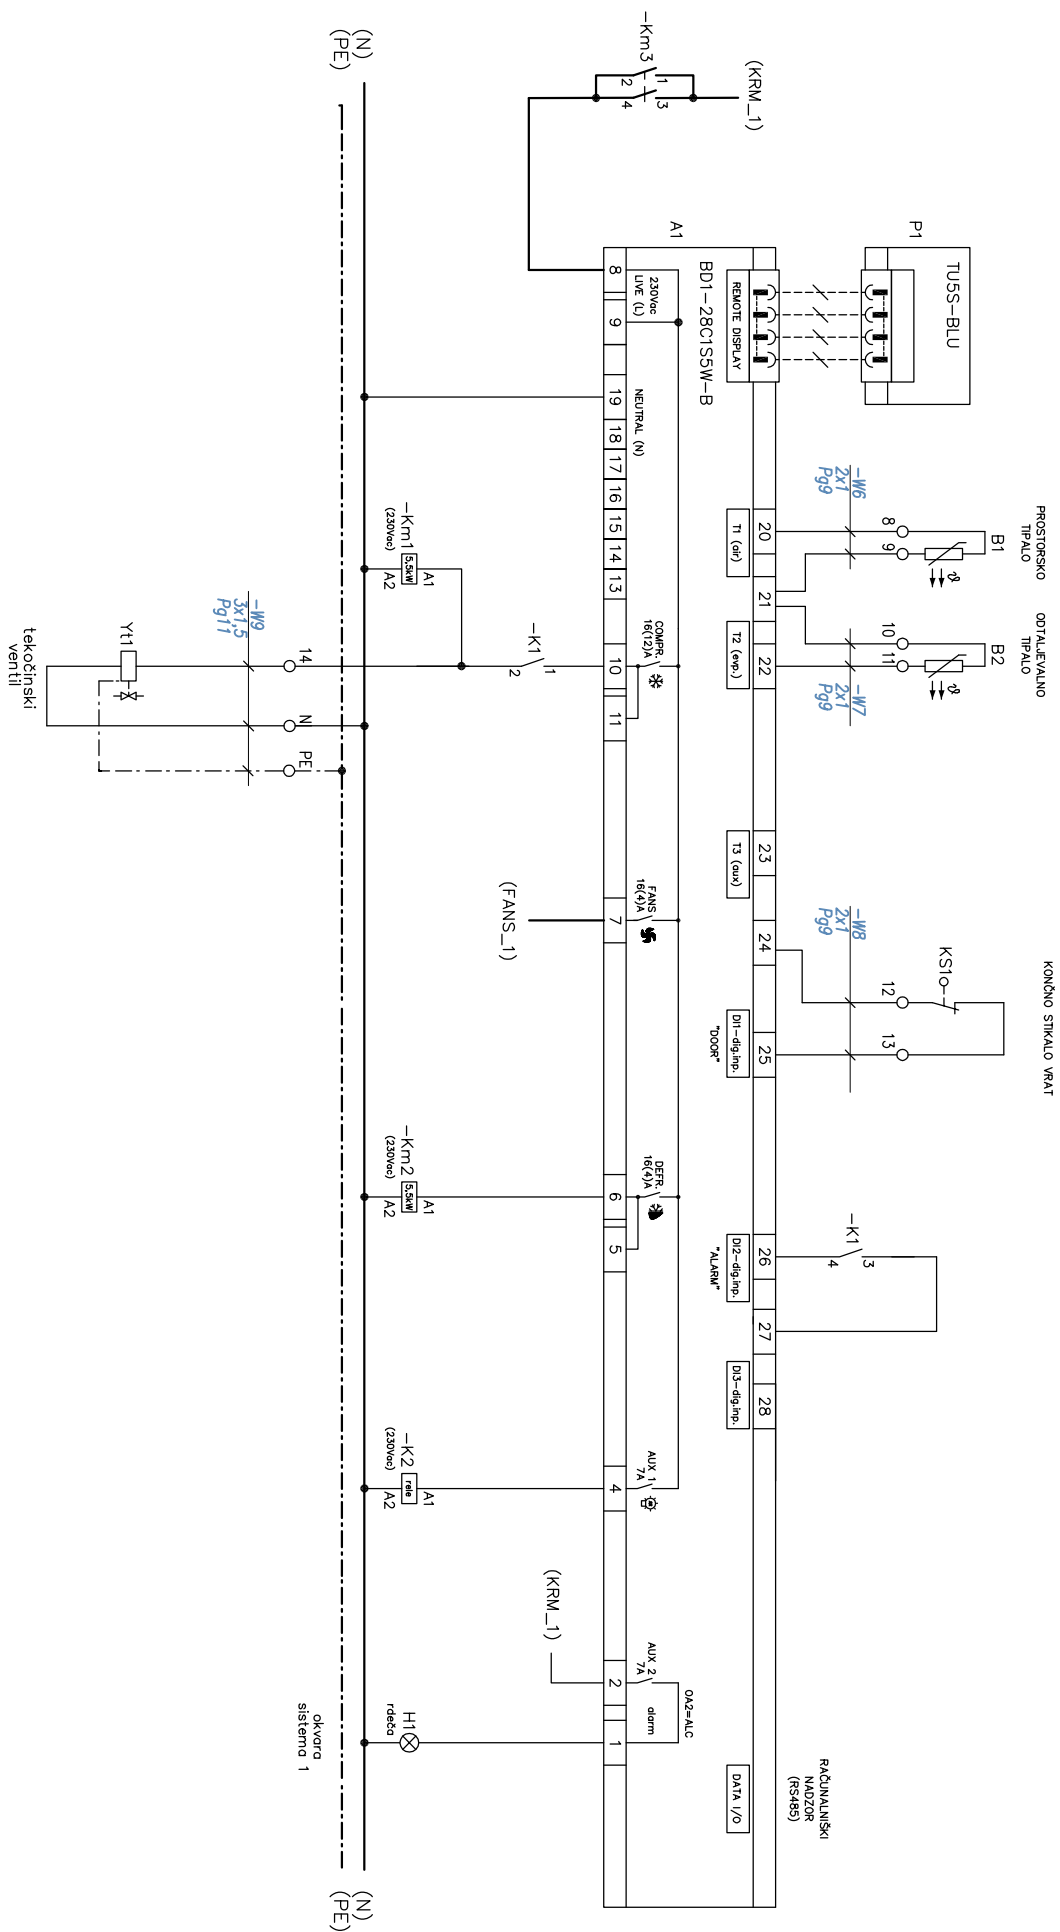 PROSTORSKO
TIPALO
ODTALJEVALNO
TIPALO
KONČNO STIKALO VRAT
P1
TU5S-BLU
B1
ϑ
B2
ϑ
KS1
8
9
10
11
12
13
-K1
3
4
-W6
2x1
Pg9
-W7
2x1
Pg9
-W8
2x1
Pg9
RAČUNALNIŠKI
NADZOR
(RS485)
20
21
22
23
24
25
26
27
28
REMOTE DISPLAY
T1 (air)
T2 (evp.)
T3 (aux)
DI1-dig.inp.
"DOOR"
DI2-dig.inp.
"ALARM"
DI3-dig.inp.
DATA I/O
A1
BD1-28C1S5W-B
(KRM_1)
-Km3
1
2
3
4
230Vac
LIVE (L)
NEUTRAL (N)
COMPR.
16(12)A
FANS
16(4)A
DEFR.
16(4)A
AUX 1
7A
AUX 2
7A
OA2=ALC
alarm
8
9
19
18
17
16
15
14
13
10
11
7
6
5
4
2
1
-K1
1
2
(FANS_1)
(KRM_1)
-Km1
(230Vac)
5.5kW
A1
A2
-Km2
(230Vac)
5.5kW
A1
A2
-K2
(230Vac)
rele
A1
A2
H1
rdeča
(N)
(PE)
(N)
(PE)
14
N
PE
okvara
sistema 1
-W9
3x1,5
Pg11
Yt1
tekočinski
ventil